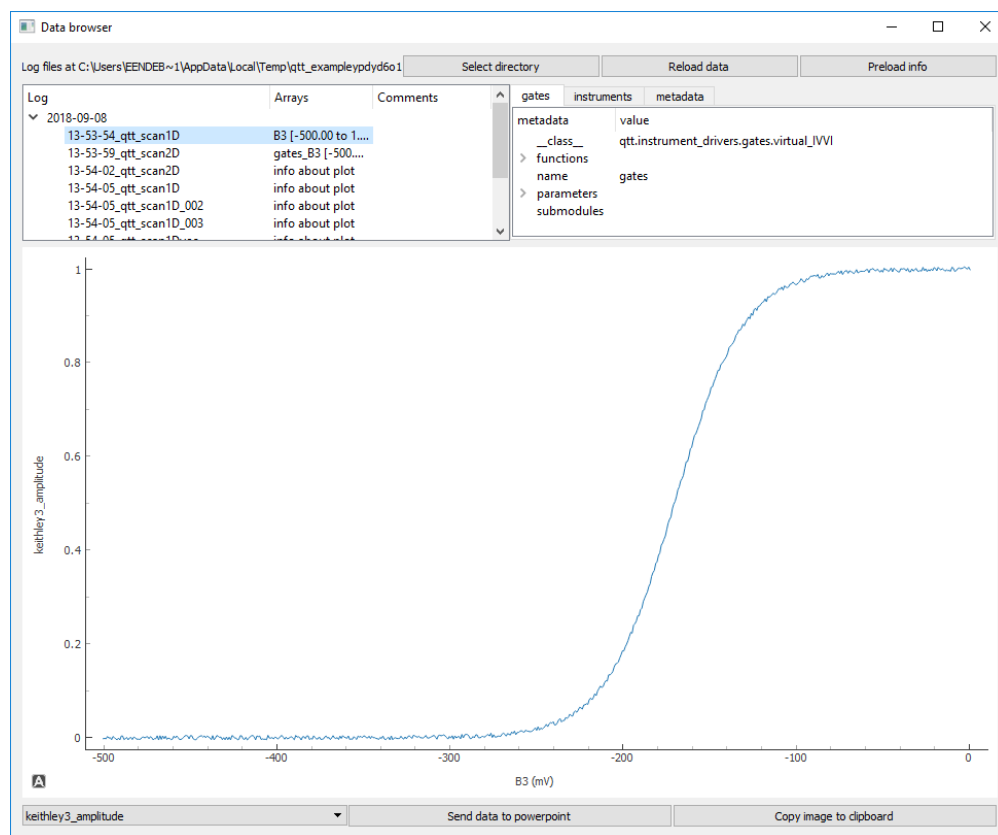 Data browser
Log files at C:\Users\EENDEB~1\AppData\Local\Temp\qtt_exampleypdyd6o1 Select directory Reload data Preload info
Log Arrays Comments
2018-09-08
13-53-54_qtt_scan1D B3 [-500.00 to 1....
13-53-59_qtt_scan2D gates_B3 [-500....
13-54-02_qtt_scan2D info about plot
13-54-05_qtt_scan1D info about plot
13-54-05_qtt_scan1D_002 info about plot
13-54-05_qtt_scan1D_003 info about plot
gates instruments metadata
metadata value
__class__ qtt.instrument_drivers.gates.virtual_IVVI
functions
name gates
parameters
submodules
1
0.8
0.6
0.4
0.2
0
keithley3_amplitude
-500 -400 -300 -200 -100 0
B3 (mV)
A
keithley3_amplitude Send data to powerpoint Copy image to clipboard